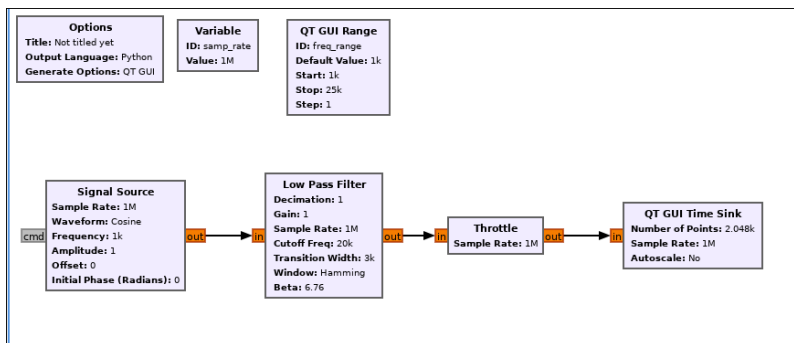 Options
Title: Not titled yet
Output Language: Python
Generate Options: QT GUI
Variable
ID: samp_rate
Value: 1M
QT GUI Range
ID: freq_range
Default Value: 1k
Start: 1k
Stop: 25k
Step: 1
cmd
Signal Source
Sample Rate: 1M
Waveform: Cosine
Frequency: 1k
Amplitude: 1
Offset: 0
Initial Phase (Radians): 0
out
in
Low Pass Filter
Decimation: 1
Gain: 1
Sample Rate: 1M
Cutoff Freq: 20k
Transition Width: 3k
Window: Hamming
Beta: 6.76
out
in
Throttle
Sample Rate: 1M
out
in
QT GUI Time Sink
Number of Points: 2.048k
Sample Rate: 1M
Autoscale: No